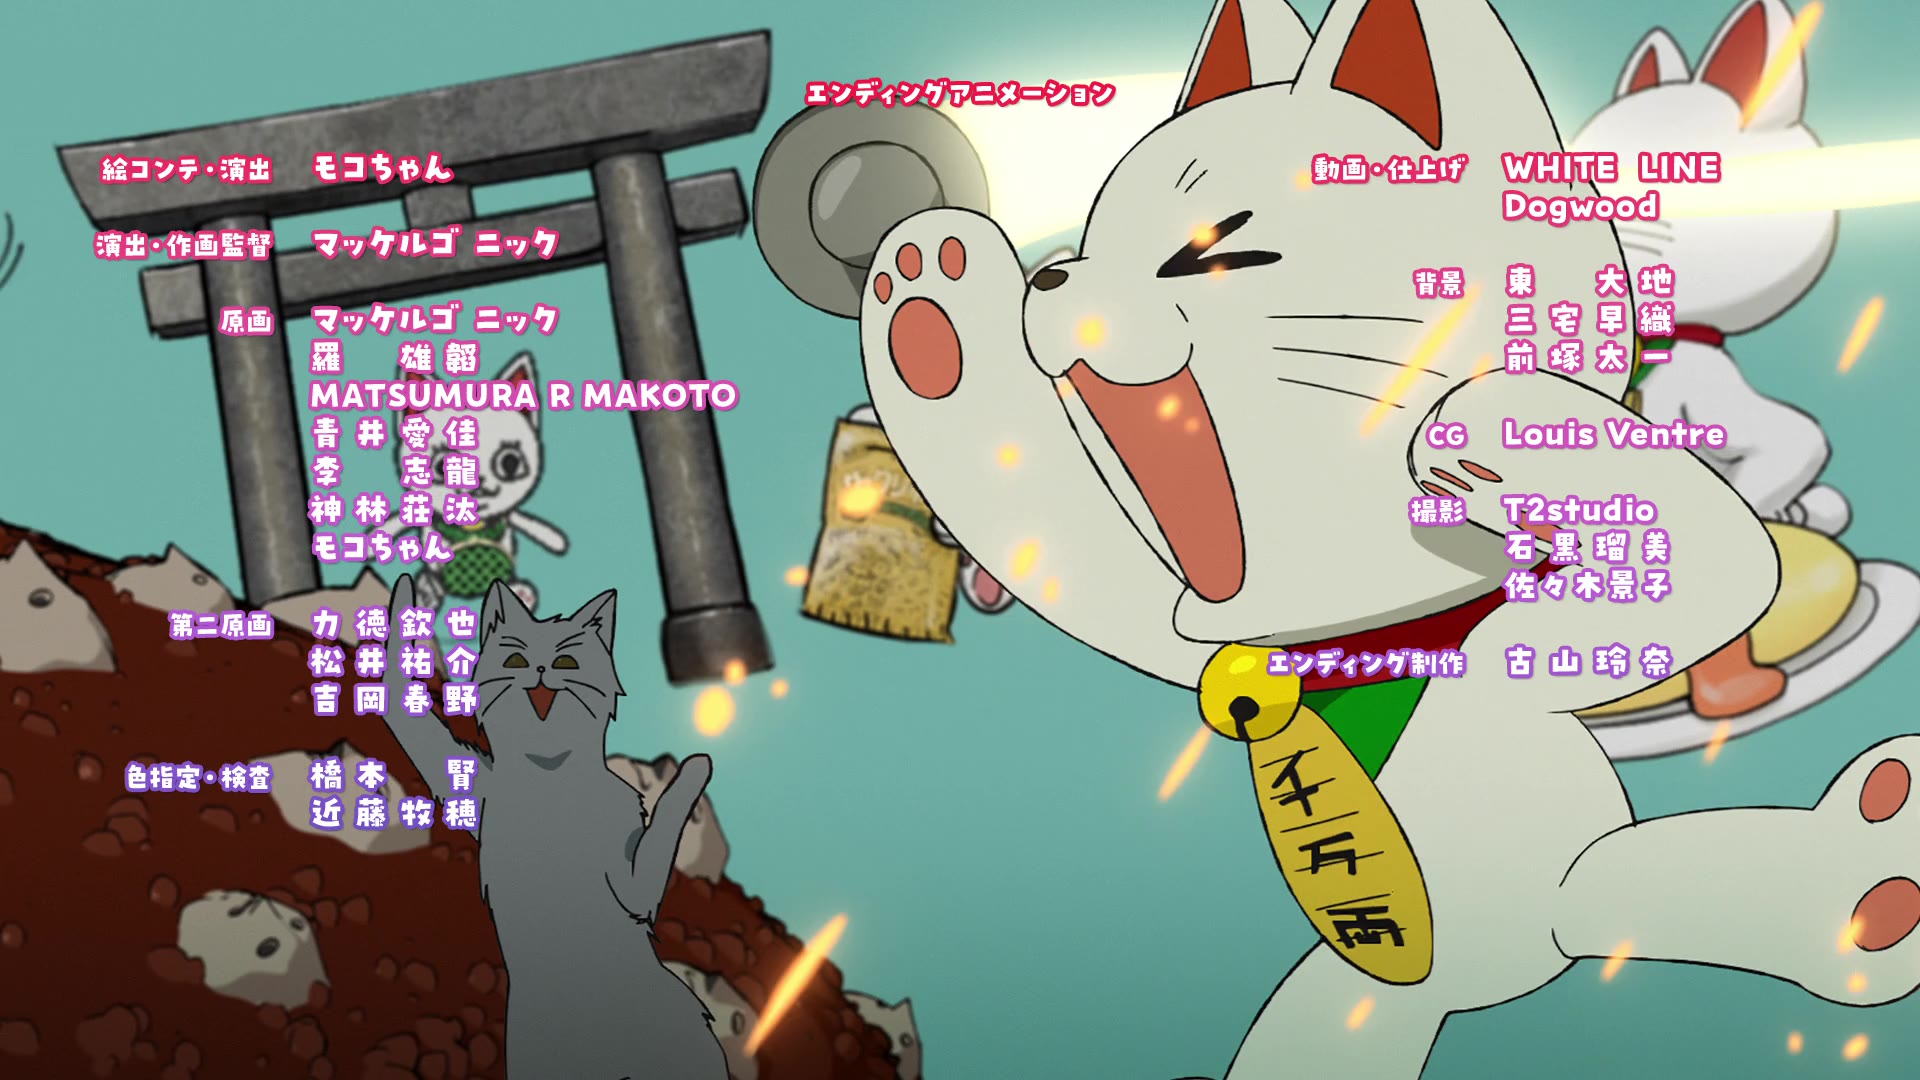 エンディングアニメーション
絵コンテ・演出 モコちゃん
演出・作画監督 マッケルゴ ニック
原画 マッケルゴ ニック
羅 雄韜
MATSUMURA R MAKOTO
青井愛佳
李 志龍
神林荘汰
モコちゃん
第二原画 力德欽也
松井祐介
吉岡春野
色指定・検査 橋本 賢
近藤牧穂
動画・仕上げ WHITE LINE
Dogwood
背景 東 大地
三宅早織
前塚太一
CG Louis Ventre
撮影 T2studio
石黒瑠美
佐々木景子
エンディング制作 古山玲奈
千万両